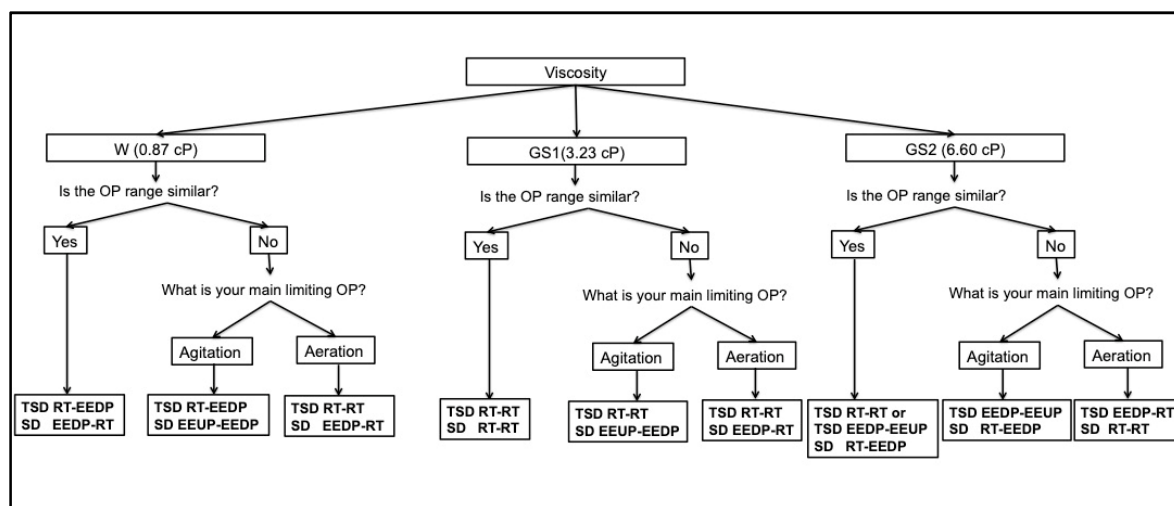 Viscosity
W (0.87 cP)
GS1(3.23 cP)
GS2 (6.60 cP)
Is the OP range similar?
Is the OP range similar?
Is the OP range similar?
Yes
No
Yes
No
Yes
No
What is your main limiting OP?
What is your main limiting OP?
What is your main limiting OP?
Agitation
Aeration
Agitation
Aeration
Agitation
Aeration
TSD RT-EEDP
SD EEDP-RT
TSD RT-EEDP
SD EEUP-EEDP
TSD RT-RT
SD EEDP-RT
TSD RT-RT
SD RT-RT
TSD RT-RT
SD EEUP-EEDP
TSD RT-RT
SD EEDP-RT
TSD RT-RT or
TSD EEDP-EEUP
SD RT-EEDP
TSD EEDP-EEUP
SD RT-EEDP
TSD EEDP-RT
SD RT-RT